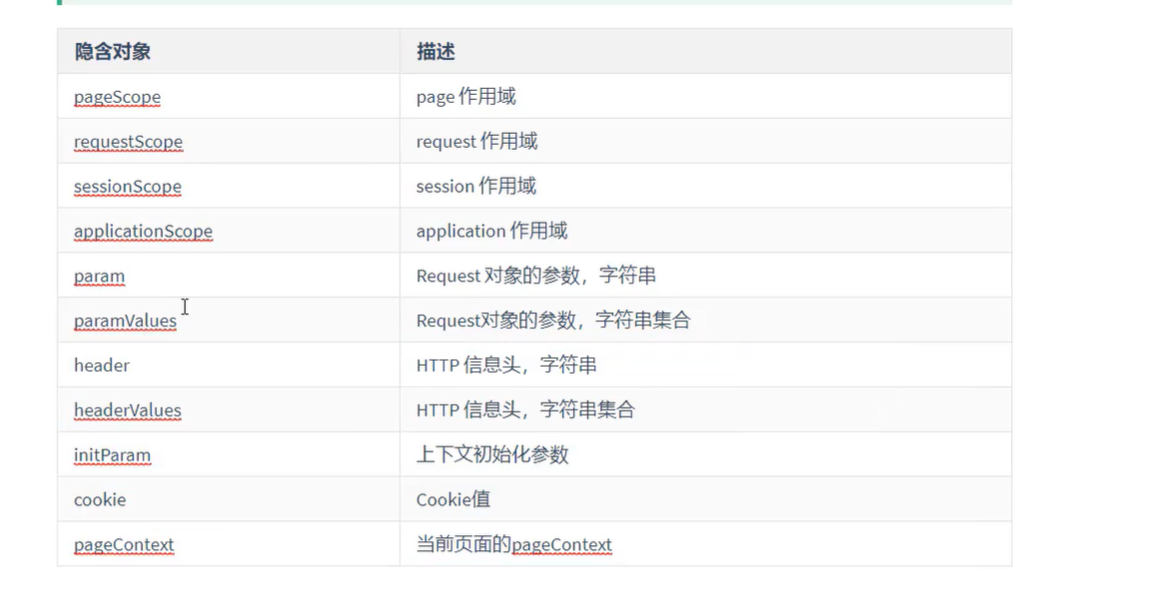 隐含对象 描述
pageScope page 作用域
requestScope request 作用域
sessionScope session 作用域
applicationScope application 作用域
param Request 对象的参数，字符串
paramValues Request对象的参数，字符串集合
header HTTP 信息头，字符串
headerValues HTTP 信息头，字符串集合
initParam 上下文初始化参数
cookie Cookie值
pageContext 当前页面的pageContext